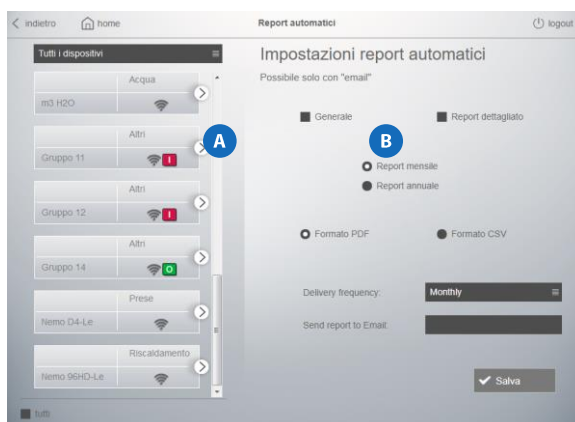 indietro home Report automatici logout
Tutti i dispositivi
Acqua
m3 H2O
Altri
Gruppo 11 I
Altri
Gruppo 12 I
Altri
Gruppo 14 O
Prese
Nemo D4-Le
Riscaldamento
Nemo 96HD-Le
tutti
A
Impostazioni report automatici
Possibile solo con "email"
Generale Report dettagliato
B
Report mensile
Report annuale
Formato PDF Formato CSV
Delivery frequency: Monthly
Send report to Email:
Salva